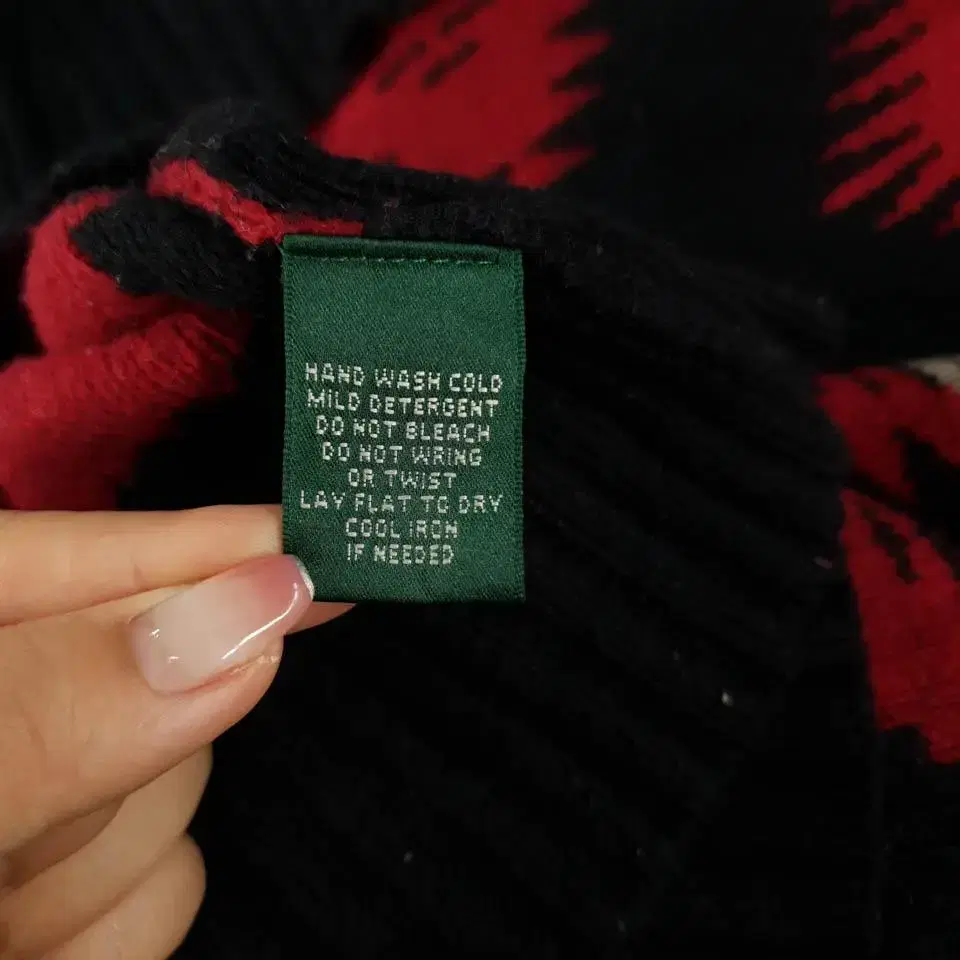 HAND WASH COLD
MILD DETERGENT
DO NOT BLEACH
DO NOT WRING
OR TWIST
LAY FLAT TO DRY
COOL IRON
IF NEEDED